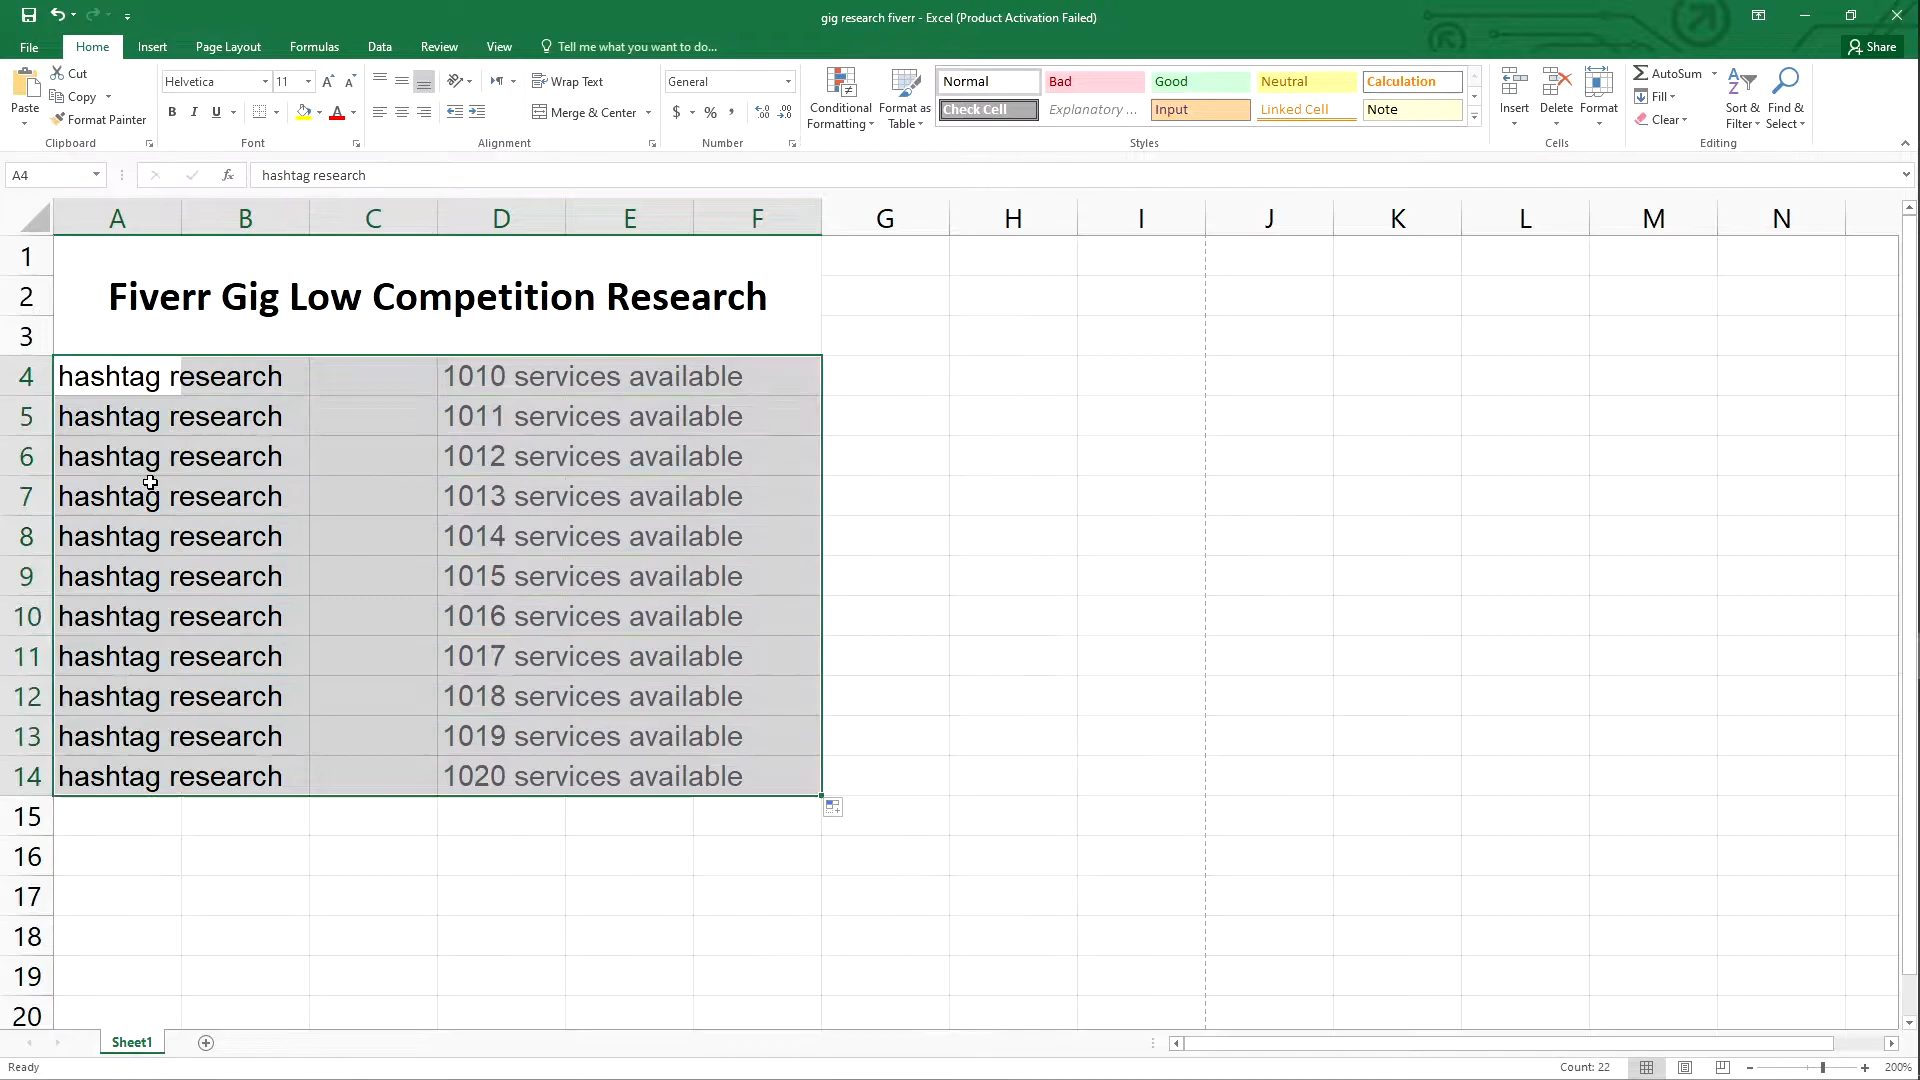 gig research fiverr - Excel (Product Activation Failed)
File Home Insert Page Layout Formulas Data Review View Tell me what you want to do... Share
Paste Cut Copy Format Painter Clipboard
Helvetica 11 B I U A Font
Wrap Text Merge & Center Alignment
General $ % , Number
Conditional Formatting Format as Table
Normal Bad Good Neutral Calculation
Check Cell Explanatory ... Input Linked Cell Note
Styles
Insert Delete Format Cells
AutoSum Fill Clear Sort & Filter Find & Select Editing
A4 fx hashtag research
A B C D E F G H I J K L M N
1
2 Fiverr Gig Low Competition Research
3
4 hashtag research 1010 services available
5 hashtag research 1011 services available
6 hashtag research 1012 services available
7 hashtag research 1013 services available
8 hashtag research 1014 services available
9 hashtag research 1015 services available
10 hashtag research 1016 services available
11 hashtag research 1017 services available
12 hashtag research 1018 services available
13 hashtag research 1019 services available
14 hashtag research 1020 services available
15
16
17
18
19
20
Sheet1
Ready Count: 22 200%